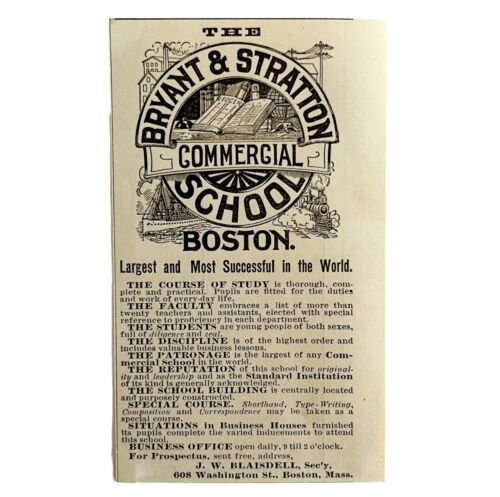 THE
BRYANT & STRATTON
COMMERCIAL
SCHOOL
BOSTON.
Largest and Most Successful in the World.
THE COURSE OF STUDY is thorough, com-
plete and practical. Pupils are fitted for the duties
and work of every-day life.
THE FACULTY embraces a list of more than
twenty teachers and assistants, elected with special
reference to proficiency in each department.
THE STUDENTS are young people of both sexes,
full of diligence and zeal.
THE DISCIPLINE is of the highest order and
includes valuable business lessons.
THE PATRONAGE is the largest of any Com-
mercial School in the world.
THE REPUTATION of this school for original-
ity and leadership and as the Standard Institution
of its kind is generally acknowledged.
THE SCHOOL BUILDING is centrally located
and purposely constructed.
SPECIAL COURSE. Shorthand, Type-Writing,
Composition and Correspondence may be taken as a
special course.
SITUATIONS in Business Houses furnished
its pupils complete the varied inducements to attend
this school.
BUSINESS OFFICE open daily, 9 till 2 o'clock.
For Prospectus, sent free, address,
J. W. BLAISDELL, Sec'y,
608 Washington St., Boston, Mass.